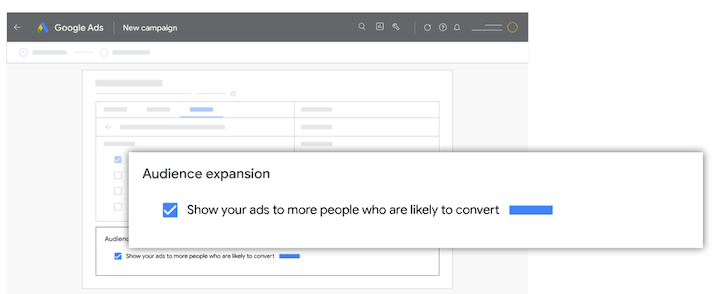 Google Ads
New campaign
Audience expansion
Show your ads to more people who are likely to convert
Audience
Show your ads to more people who are likely to convert